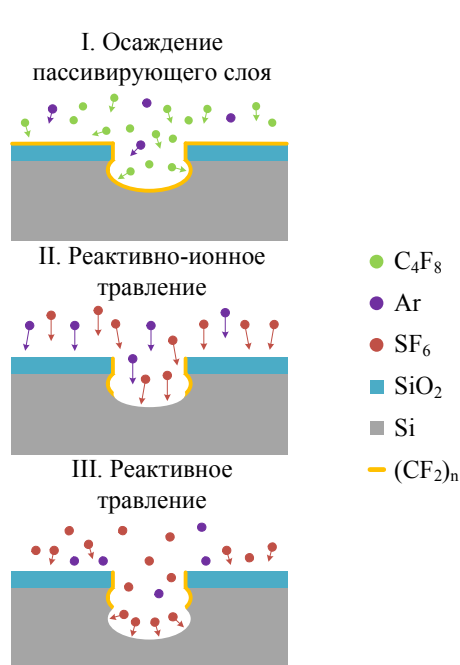 I. Осаждение
пассивирующего слоя
II. Реактивно-ионное
травление
III. Реактивное
травление
C₄F₈
Ar
SF₆
SiO₂
Si
(CF₂)ₙ